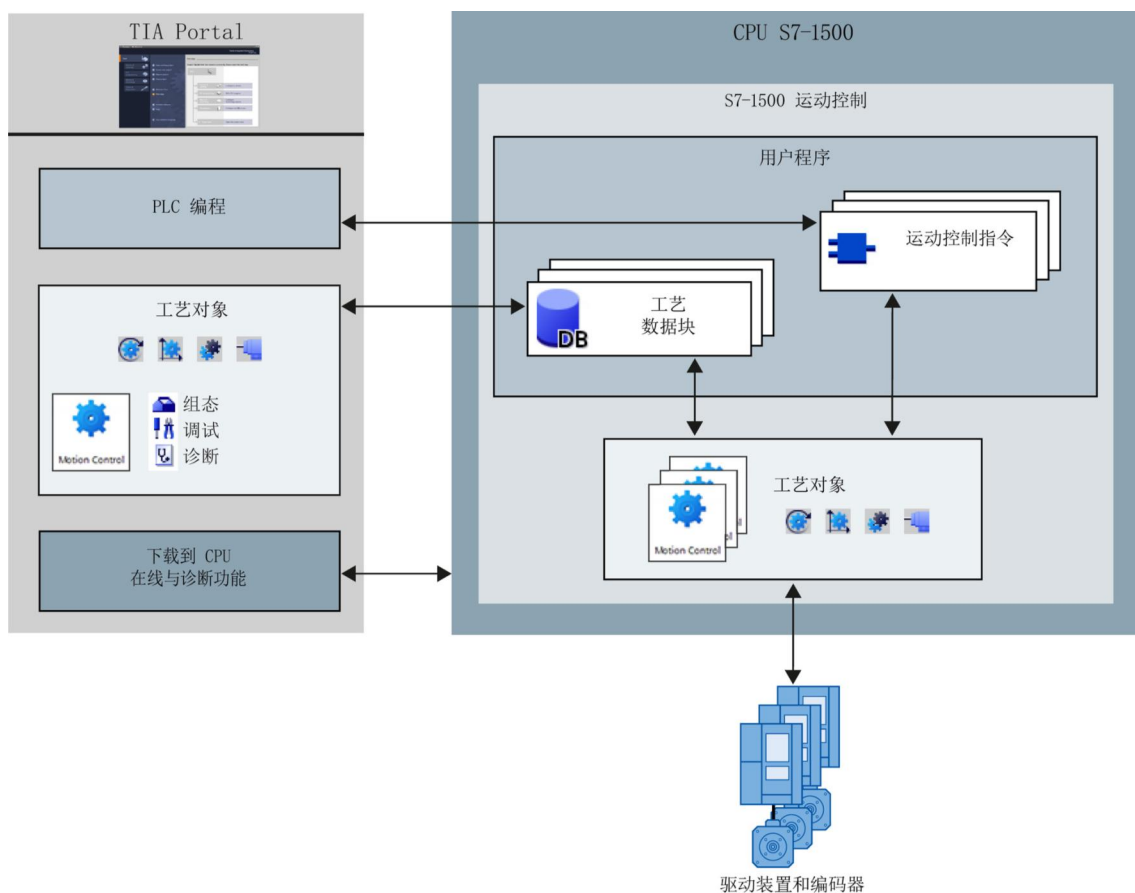 TIA Portal
PLC 编程
工艺对象
Motion Control
组态
调试
诊断
下载到 CPU
在线与诊断功能
CPU S7-1500
S7-1500 运动控制
用户程序
运动控制指令
工艺
数据块
DB
工艺对象
Motion Control
驱动装置和编码器